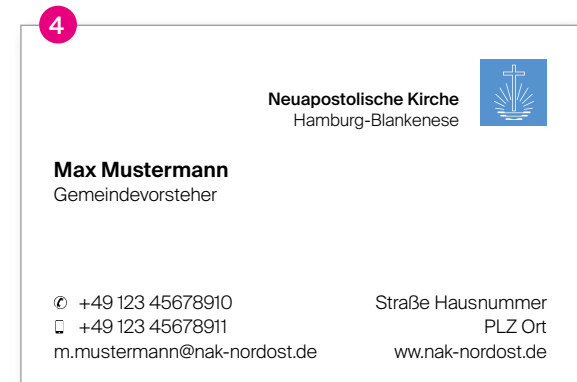 4
Neuapostolische Kirche
Hamburg-Blankenese
Max Mustermann
Gemeindevorsteher
✆ +49 123 45678910
+49 123 45678911
m.mustermann@nak-nordost.de
Straße Hausnummer
PLZ Ort
ww.nak-nordost.de